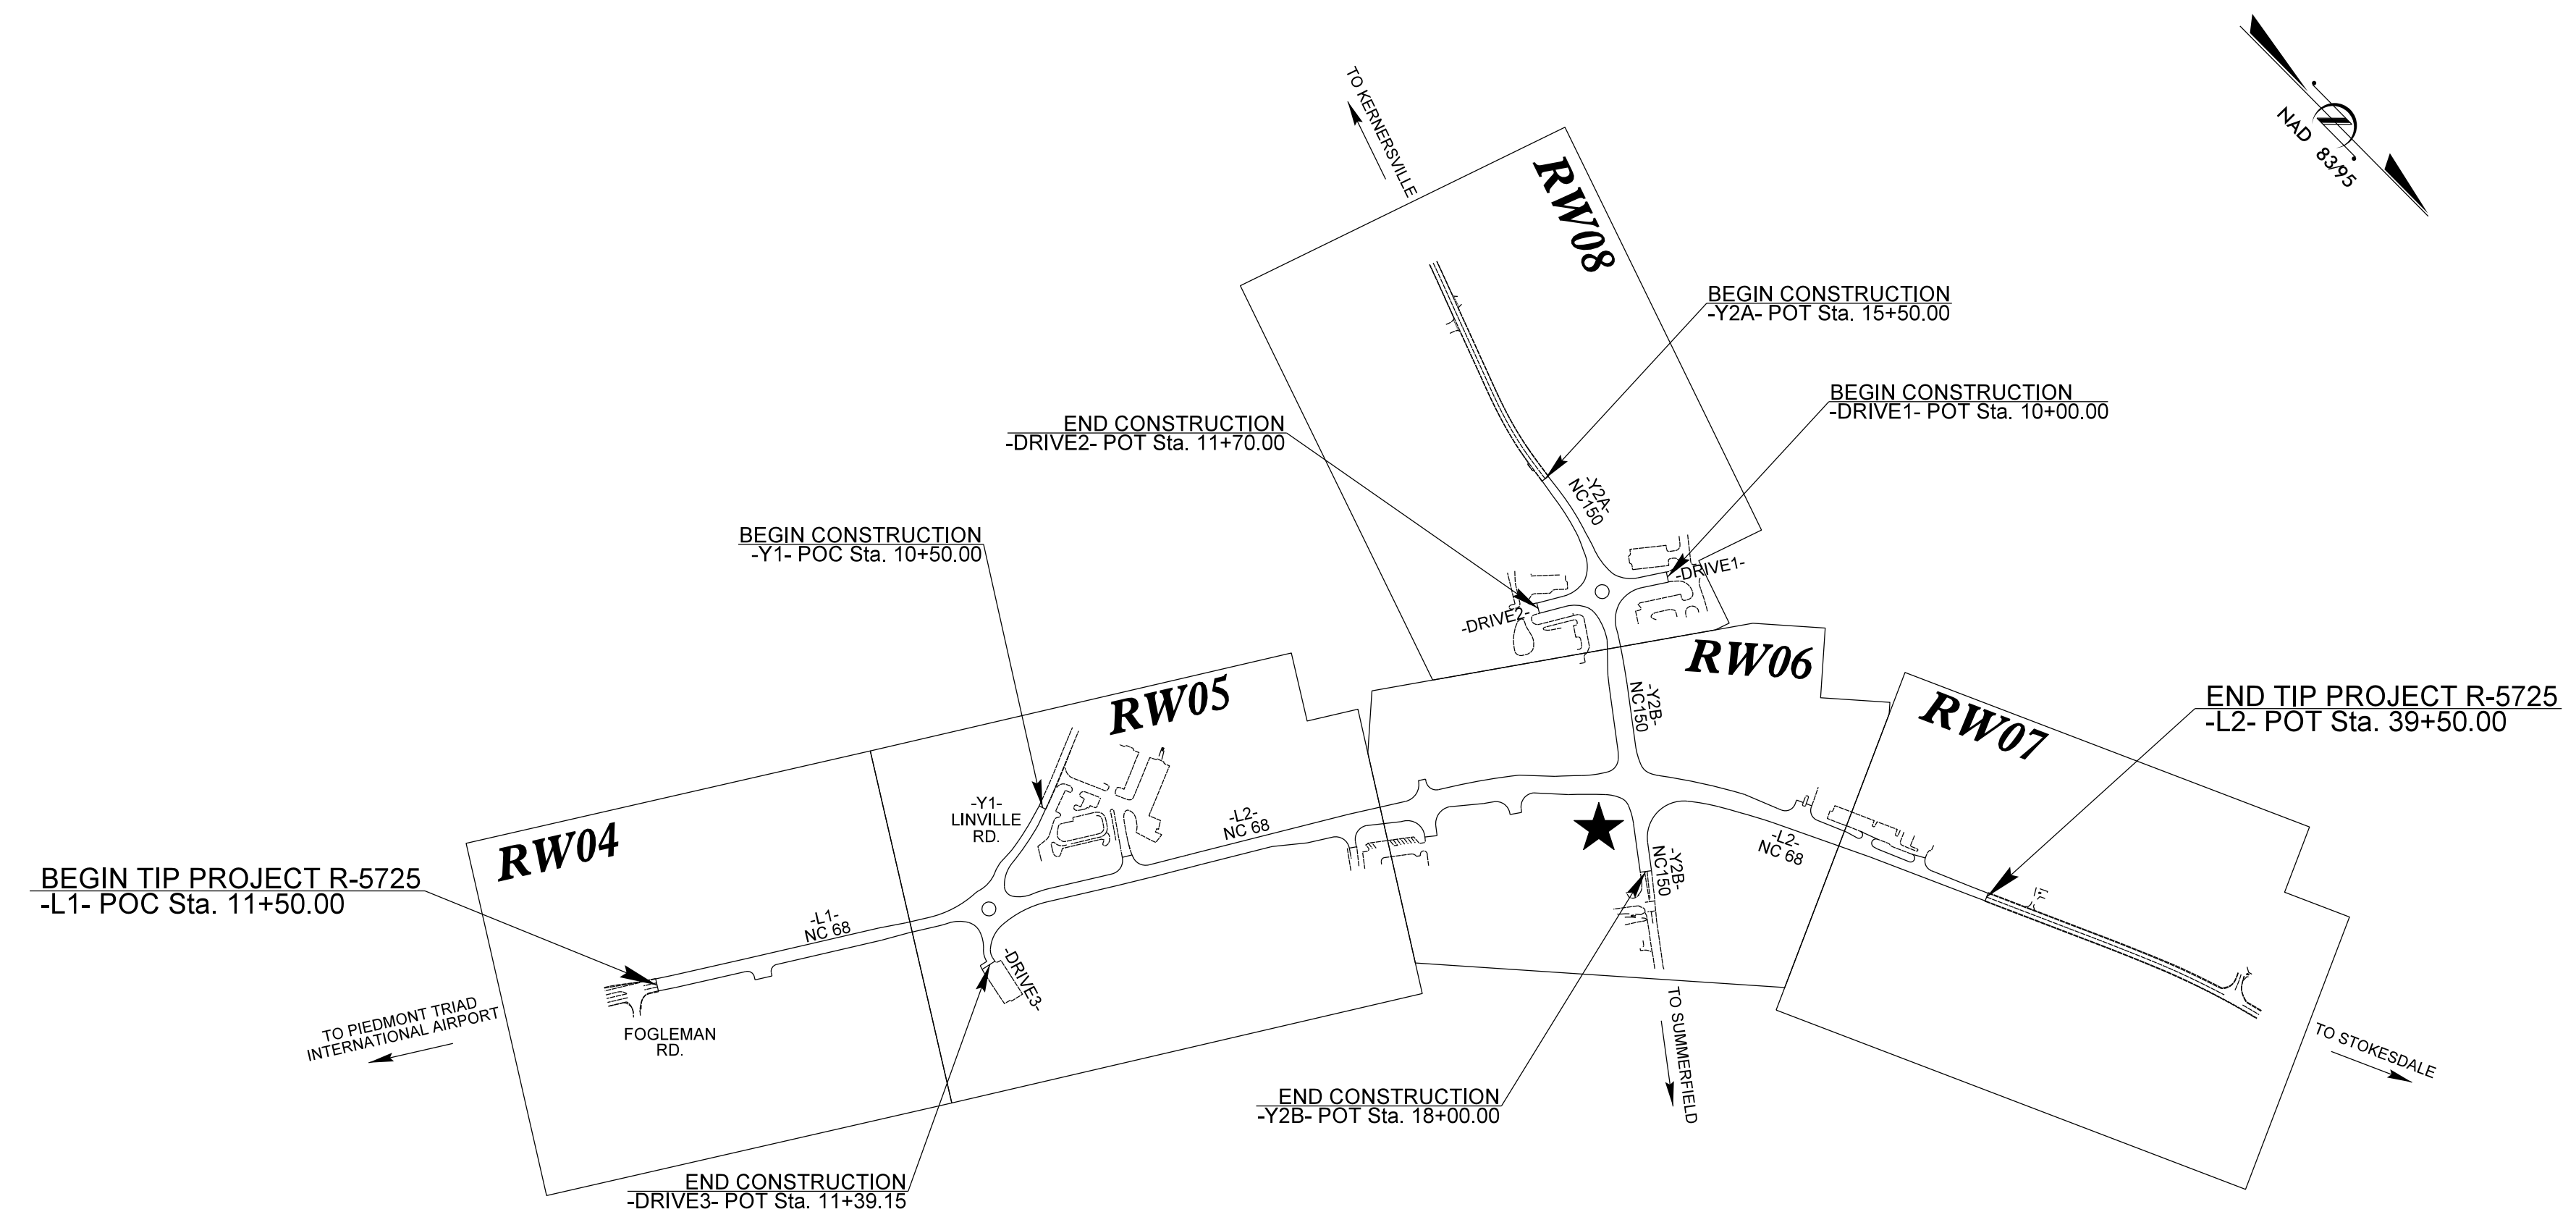 NAD 83/95
TO KERNERSVILLE
RW08
BEGIN CONSTRUCTION
-Y2A- POT Sta. 15+50.00
BEGIN CONSTRUCTION
-DRIVE1- POT Sta. 10+00.00
END CONSTRUCTION
-DRIVE2- POT Sta. 11+70.00
-Y2A-
NC150
BEGIN CONSTRUCTION
-Y1- POC Sta. 10+50.00
-DRIVE1-
-DRIVE2-
RW06
RW05
-Y2B-
NC150
RW07
END TIP PROJECT R-5725
-L2- POT Sta. 39+50.00
-Y1-
LINVILLE
RD.
-L2-
NC 68
RW04
-L2-
NC 68
-Y2B-
NC150
BEGIN TIP PROJECT R-5725
-L1- POC Sta. 11+50.00
-L1-
NC 68
-DRIVE3-
TO PIEDMONT TRIAD
INTERNATIONAL AIRPORT
FOGLEMAN
RD.
TO SUMMERFIELD
TO STOKESDALE
END CONSTRUCTION
-Y2B- POT Sta. 18+00.00
END CONSTRUCTION
-DRIVE3- POT Sta. 11+39.15